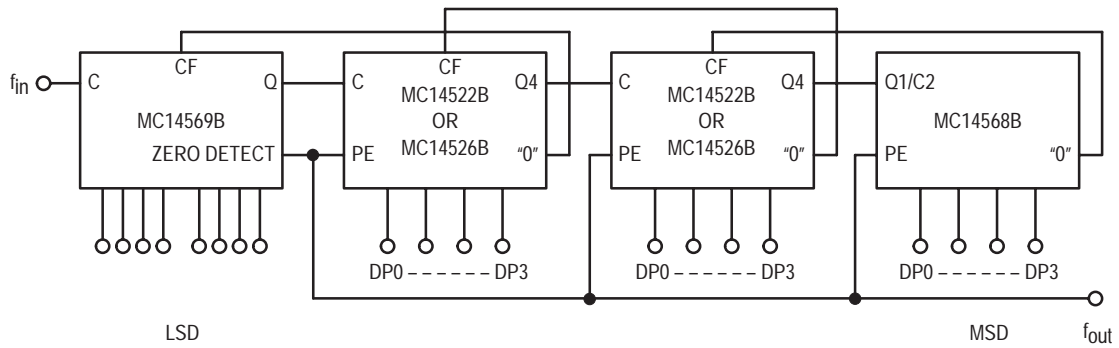 fin
C
CF
Q
MC14569B
ZERO DETECT
C
CF
Q4
MC14522B
OR
MC14526B
PE
“0”
C
CF
Q4
MC14522B
OR
MC14526B
PE
“0”
Q1/C2
MC14568B
PE
“0”
DP0 – – – – – – DP3
DP0 – – – – – – DP3
DP0 – – – – – – DP3
LSD
MSD
fout